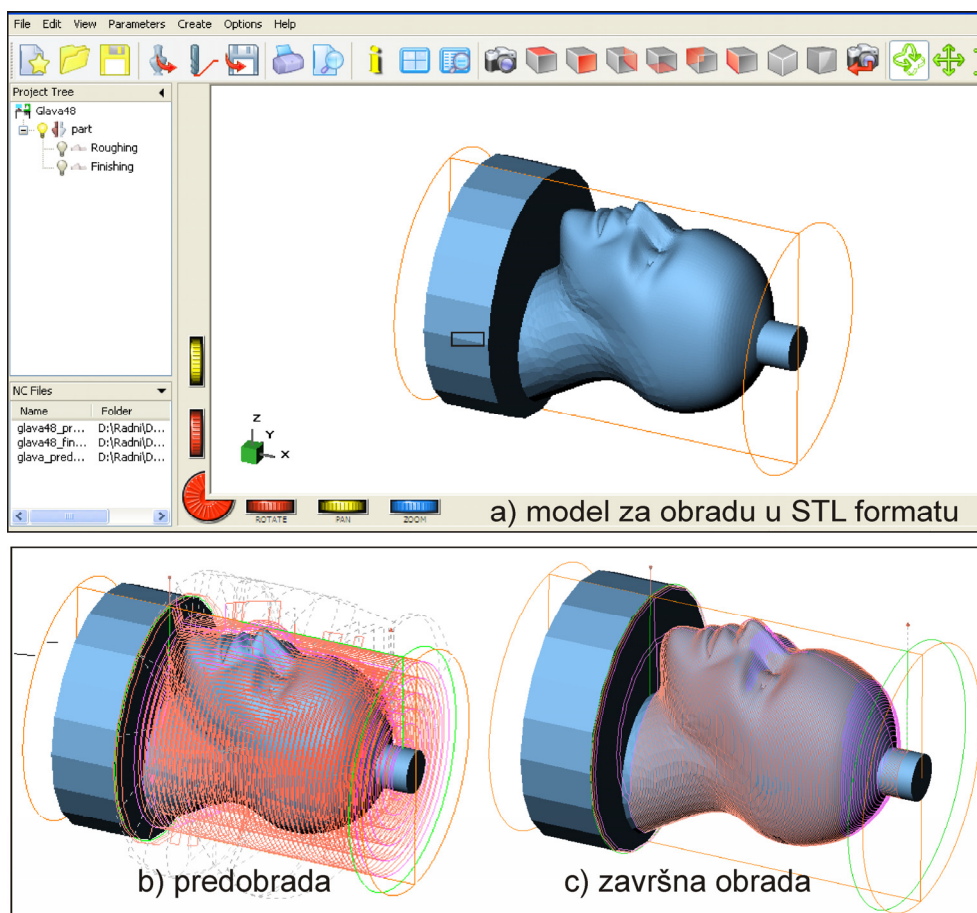 File Edit View Parameters Create Options Help
Project Tree
Glava48
part
Roughing
Finishing
NC Files
Name Folder
glava48_pr... D:\Radni\D...
glava48_fin... D:\Radni\D...
glava_pred... D:\Radni\D...
Z
Y
X
ROTATE PAN ZOOM
a) model za obradu u STL formatu
b) predobrada
c) završna obrada